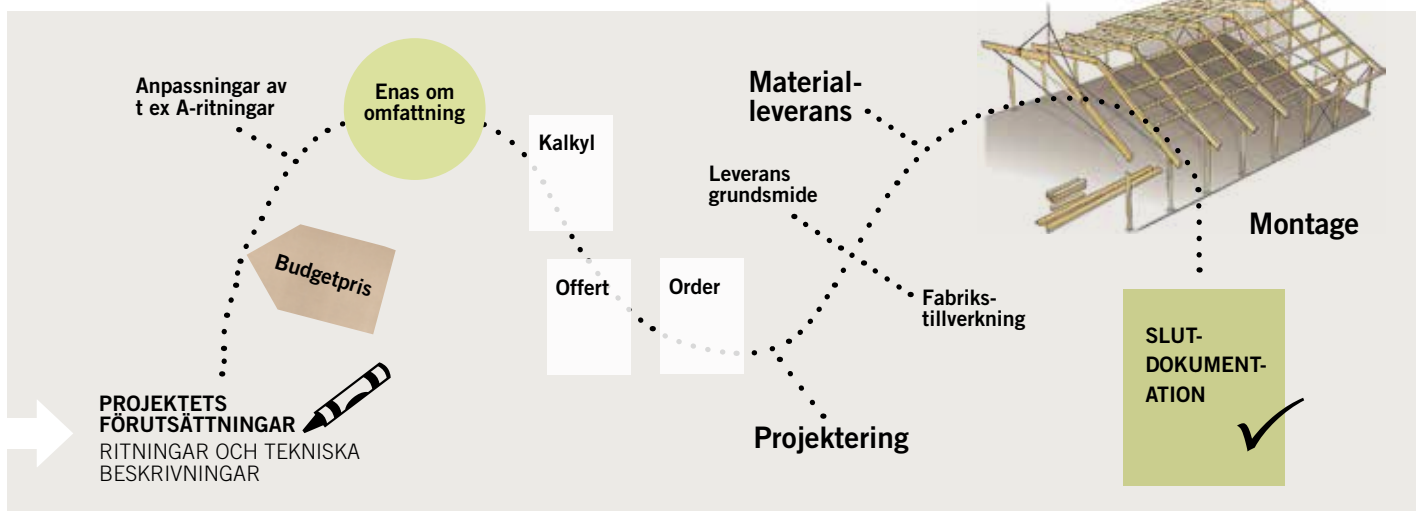 PROJEKTETS
FÖRUTSÄTTNINGAR
RITNINGAR OCH TEKNISKA
BESKRIVNINGAR
Budgetpris
Anpassningar av
t ex A-ritningar
Enas om
omfattning
Kalkyl
Offert
Order
Projektering
Leverans
grundsmide
Fabriks-
tillverkning
Material-
leverans
Montage
SLUT-
DOKUMENT-
ATION